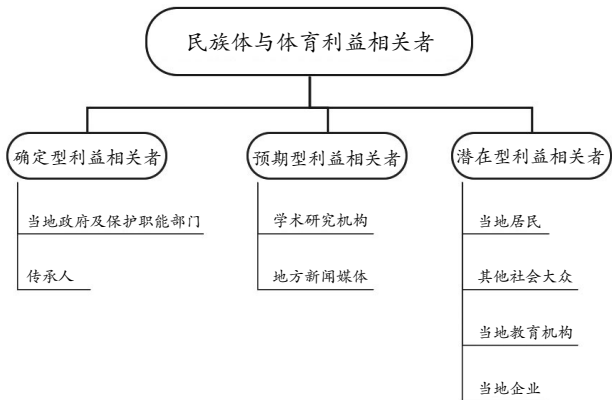 民族体与体育利益相关者
确定型利益相关者
预期型利益相关者
潜在型利益相关者
当地政府及保护职能部门
传承人
学术研究机构
地方新闻媒体
当地居民
其他社会大众
当地教育机构
当地企业